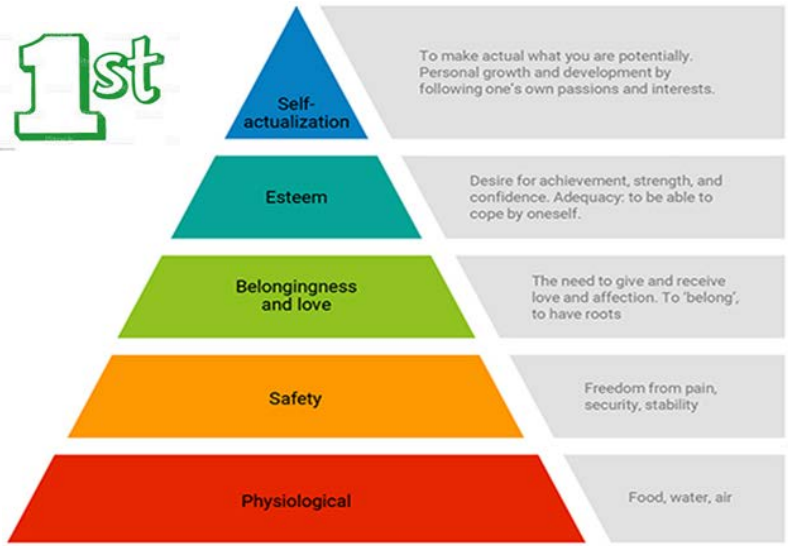 1st
To make actual what you are potentially.
Personal growth and development by
following one's own passions and interests.
Self-
actualization
Esteem
Desire for achievement, strength, and
confidence. Adequacy: to be able to
cope by oneself.
Belongingness
and love
The need to give and receive
love and affection. To 'belong',
to have roots
Safety
Freedom from pain,
security, stability
Physiological
Food, water, air